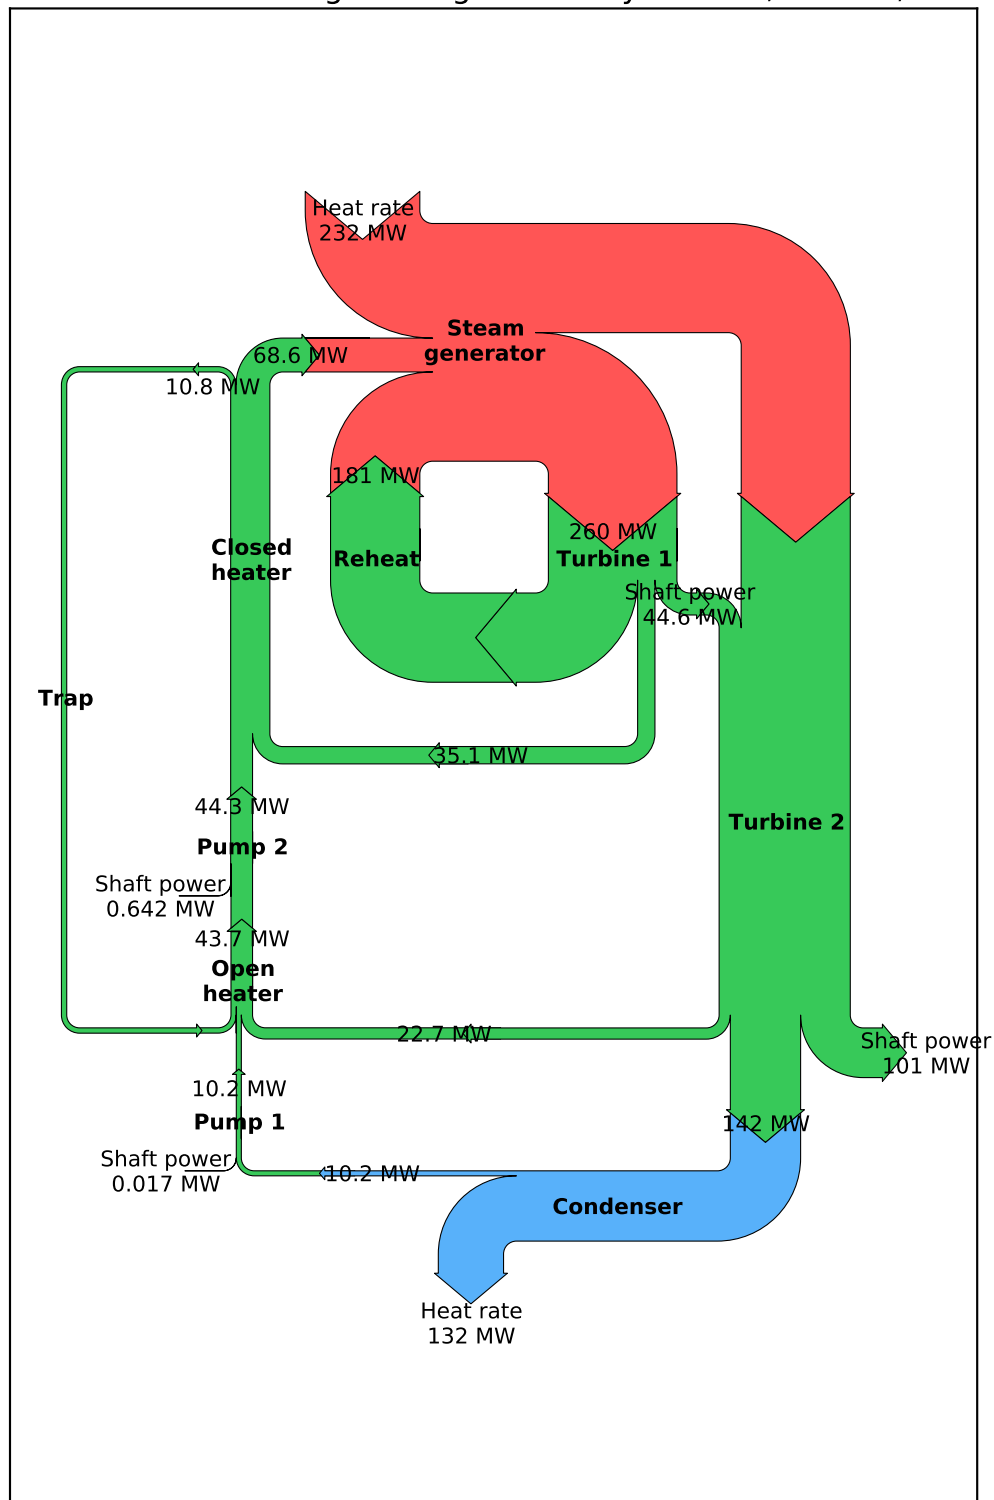 Heat rate
232 MW
Steam
generator
68.6 MW
10.8 MW
181 MW
260 MW
Closed
heater
Reheat
Turbine 1
Shaft power
44.6 MW
Trap
35.1 MW
44.3 MW
Turbine 2
Pump 2
Shaft power
0.642 MW
43.7 MW
Open
heater
22.7 MW
Shaft power
101 MW
10.2 MW
Pump 1
142 MW
Shaft power
0.017 MW
10.2 MW
Condenser
Heat rate
132 MW